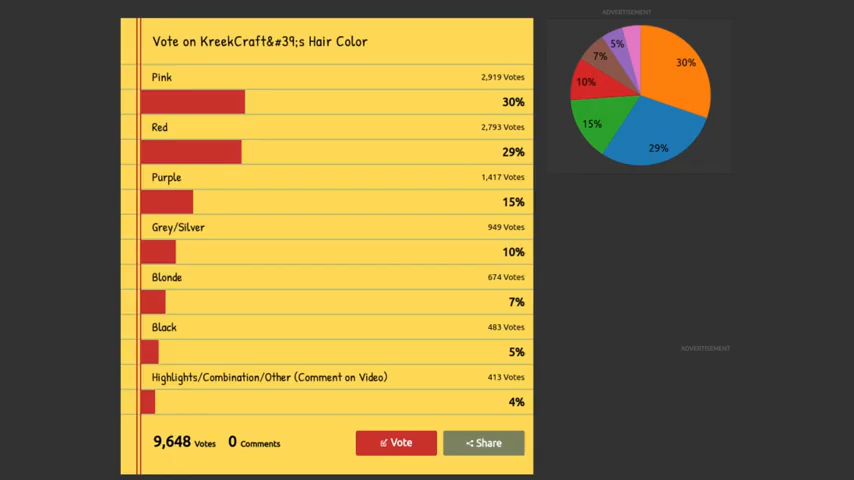 ADVERTISEMENT
Vote on KreekCraft&#39;s Hair Color
Pink 2,919 Votes
30%
Red 2,793 Votes
29%
Purple 1,417 Votes
15%
Grey/Silver 949 Votes
10%
Blonde 674 Votes
7%
Black 483 Votes
5%
Highlights/Combination/Other (Comment on Video) 413 Votes
4%
9,648 Votes 0 Comments
Vote
Share
30%
29%
15%
10%
7%
5%
ADVERTISEMENT